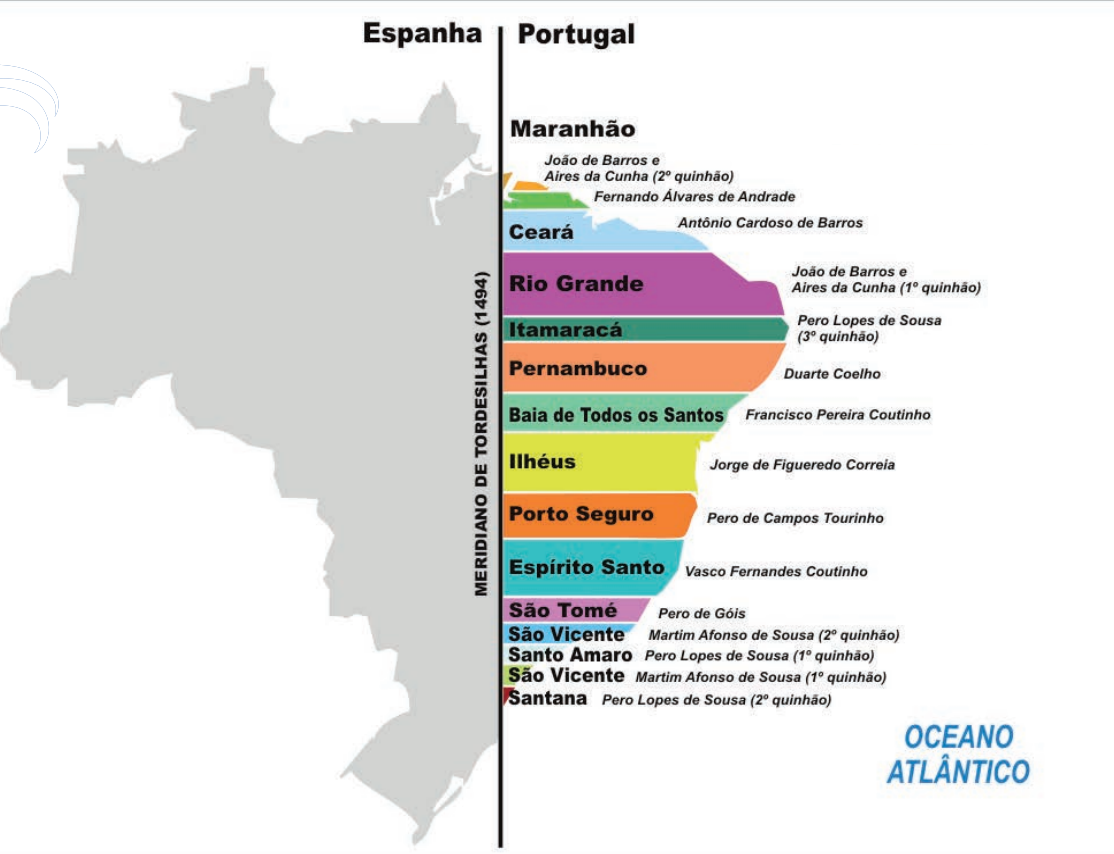 Espanha
Portugal
Maranhão
João de Barros e
Aires da Cunha (2º quinhão)
Fernando Álvares de Andrade
Ceará
Antônio Cardoso de Barros
Rio Grande
João de Barros e
Aires da Cunha (1º quinhão)
Itamaracá
Pero Lopes de Sousa
(3º quinhão)
Pernambuco
Duarte Coelho
Baia de Todos os Santos
Francisco Pereira Coutinho
Ilhéus
Jorge de Figueredo Correia
Porto Seguro
Pero de Campos Tourinho
Espírito Santo
Vasco Fernandes Coutinho
São Tomé
Pero de Góis
São Vicente
Martim Afonso de Sousa (2º quinhão)
Santo Amaro
Pero Lopes de Sousa (1º quinhão)
São Vicente
Martim Afonso de Sousa (1º quinhão)
Santana
Pero Lopes de Sousa (2º quinhão)
MERIDIANO DE TORDESILHAS (1494)
OCEANO
ATLÂNTICO